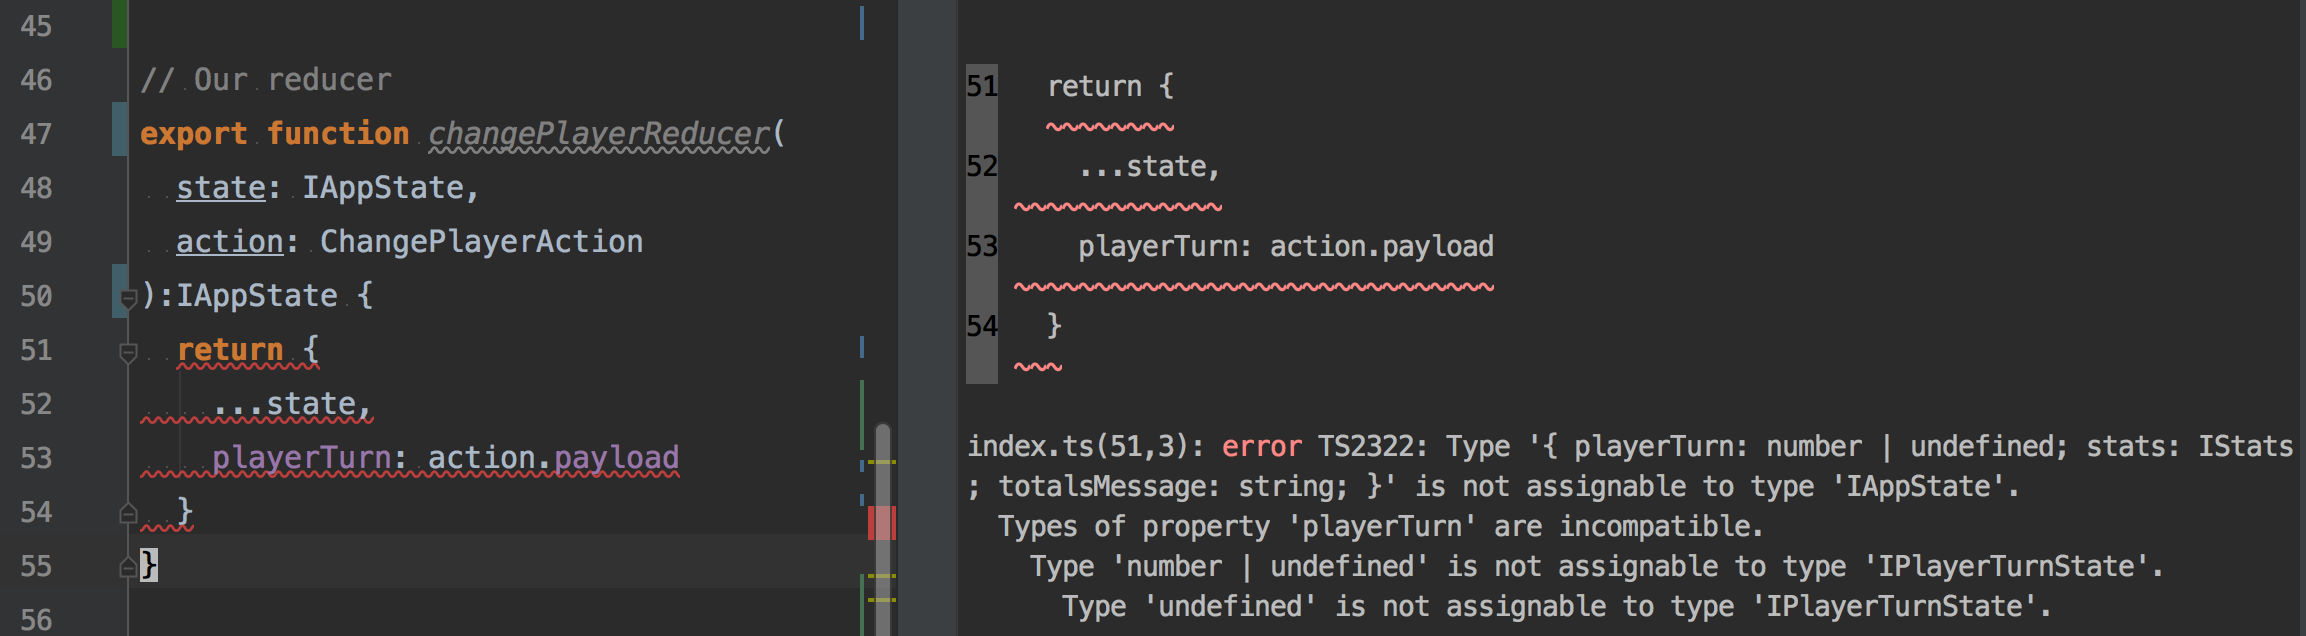 45
46 // Our reducer
47 export function changePlayerReducer(
48 state: IAppState,
49 action: ChangePlayerAction
50 ):IAppState {
51 return {
52 ...state,
53 playerTurn: action.payload
54 }
55 }
56
51 return {
52 ...state,
53 playerTurn: action.payload
54 }
index.ts(51,3): error TS2322: Type '{ playerTurn: number | undefined; stats: IStats
; totalsMessage: string; }' is not assignable to type 'IAppState'.
Types of property 'playerTurn' are incompatible.
Type 'number | undefined' is not assignable to type 'IPlayerTurnState'.
Type 'undefined' is not assignable to type 'IPlayerTurnState'.